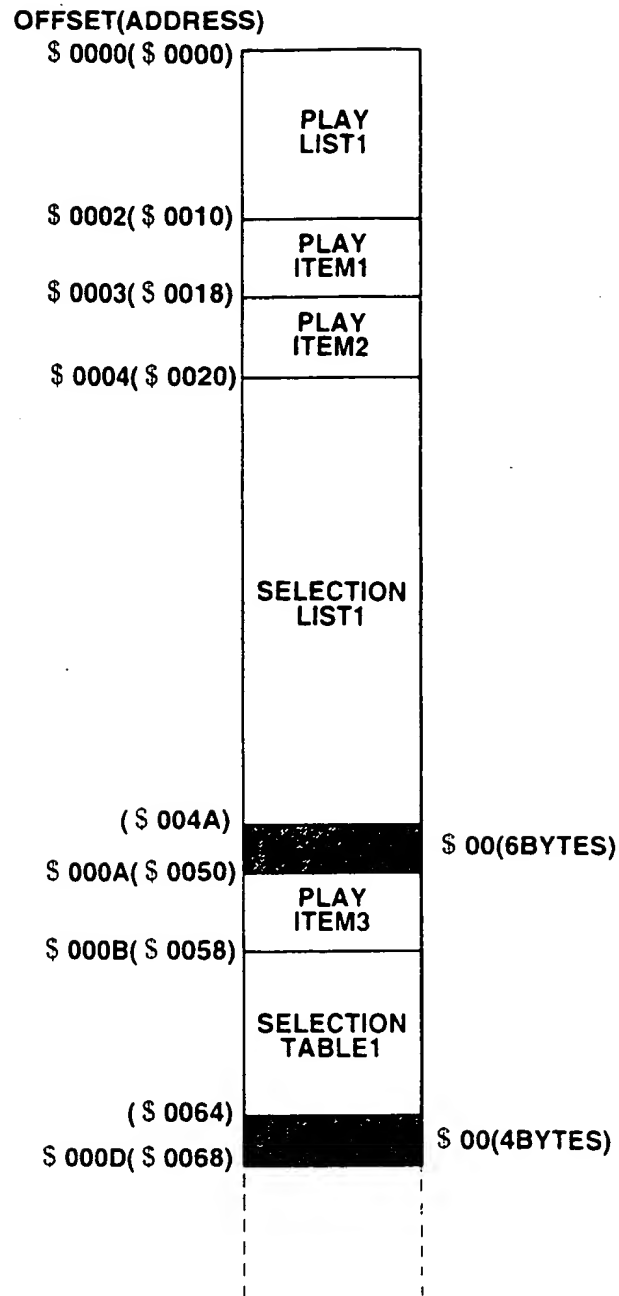 OFFSET(ADDRESS)
$ 0000($ 0000)
PLAY
LIST1
$ 0002($ 0010)
PLAY
ITEM1
$ 0003($ 0018)
PLAY
ITEM2
$ 0004($ 0020)
SELECTION
LIST1
($ 004A)
$ 00(6BYTES)
$ 000A($ 0050)
PLAY
ITEM3
$ 000B($ 0058)
SELECTION
TABLE1
($ 0064)
$ 00(4BYTES)
$ 000D($ 0068)